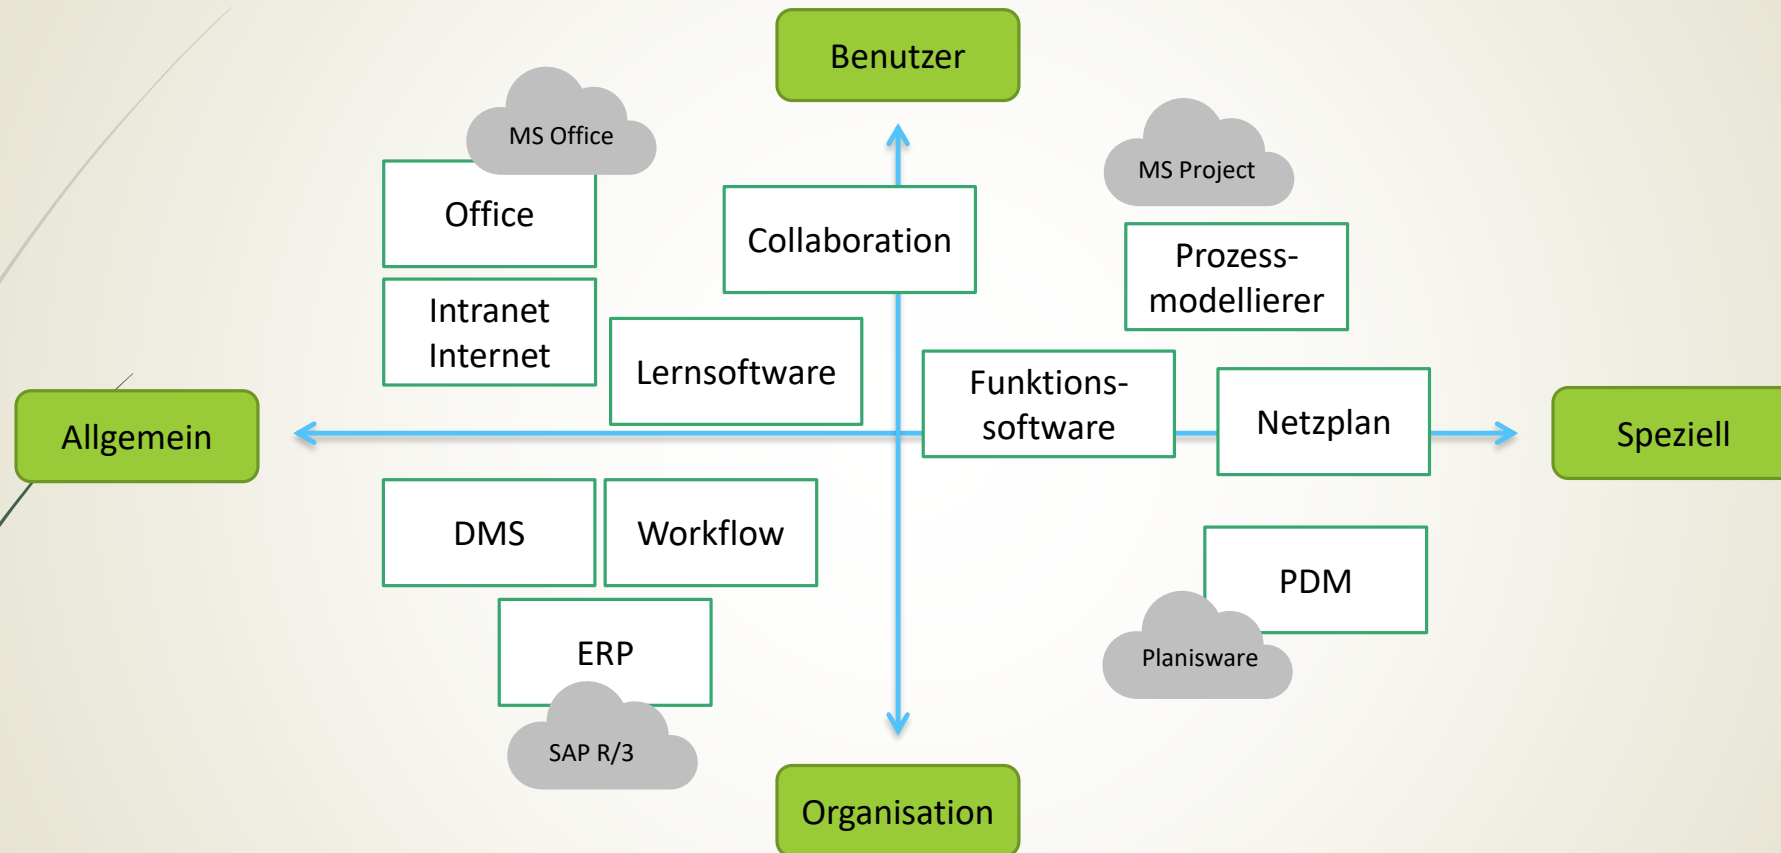 Benutzer
MS Office
MS Project
Office
Collaboration
Prozess-
modellierer
Intranet
Internet
Lernsoftware
Funktions-
software
Netzplan
Allgemein
Speziell
DMS
Workflow
PDM
ERP
Planisware
SAP R/3
Organisation